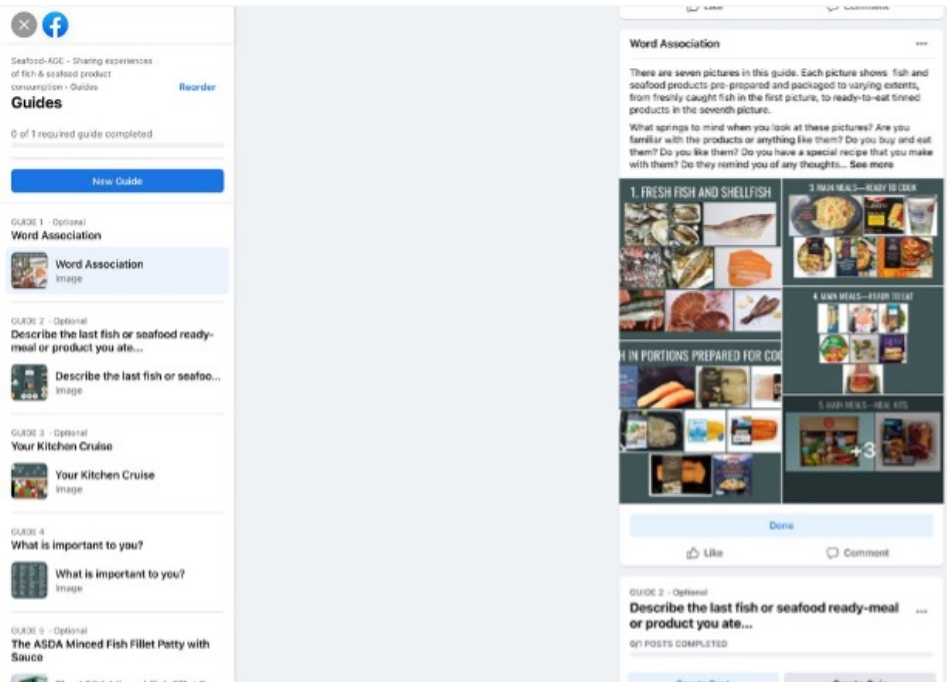 Seafood-AGE - Sharing experiences
of fish & seafood product
consumption · Guides
Reorder
Guides
0 of 1 required guide completed
New Guide
GUIDE 1 · Optional
Word Association
Word Association
Image
GUIDE 2 · Optional
Describe the last fish or seafood ready-
meal or product you ate...
Describe the last fish or seafoo...
Image
GUIDE 3 · Optional
Your Kitchen Cruise
Your Kitchen Cruise
Image
GUIDE 4
What is important to you?
What is important to you?
Image
GUIDE 5 · Optional
The ASDA Minced Fish Fillet Patty with
Sauce
Like
Comment
Word Association
There are seven pictures in this guide. Each picture shows fish and
seafood products pre-prepared and packaged to varying extents,
from freshly caught fish in the first picture, to ready-to-eat tinned
products in the seventh picture.
What springs to mind when you look at these pictures? Are you
familiar with the products or anything like them? Do you buy and eat
them? Do you like them? Do you have a special recipe that you make
with them? Do they remind you of any thoughts... See more
1. FRESH FISH AND SHELLFISH
H IN PORTIONS PREPARED FOR COO
3. MAIN MEALS—READY TO COOK
4. MAIN MEALS—READY TO EAT
5. MAIN MEALS—MEAL KITS
+3
Done
Like
Comment
GUIDE 2 · Optional
Describe the last fish or seafood ready-meal
or product you ate...
0/1 POSTS COMPLETED